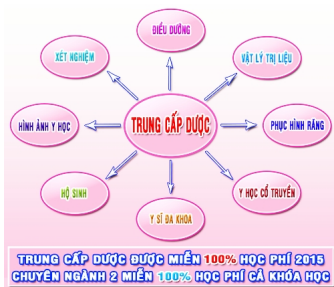 ĐIỀU DƯỠNG
XÉT NGHIỆM
VẬT LÝ TRỊ LIỆU
HÌNH ẢNH Y HỌC
TRUNG CẤP DƯỢC
PHỤC HÌNH RĂNG
HỘ SINH
Y HỌC CỔ TRUYỀN
Y SĨ ĐA KHOA
TRUNG CẤP DƯỢC ĐƯỢC MIỄN 100% HỌC PHÍ 2015
CHUYÊN NGÀNH 2 MIỄN 100% HỌC PHÍ CẢ KHÓA HỌC